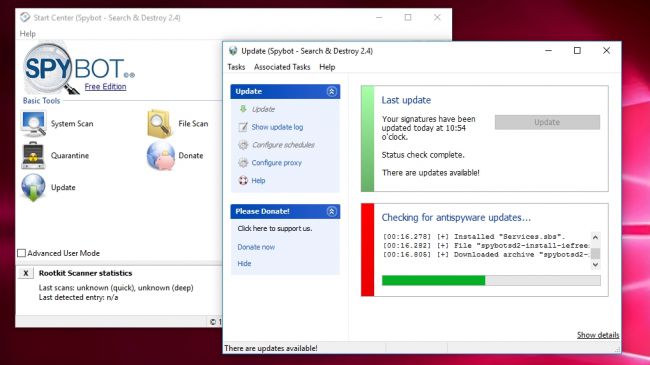 Start Center (Spybot - Search & Destroy 2.4)
Help
SPYBOT
Free Edition
Basic Tools
System Scan
File Scan
Quarantine
Donate
Update
Advanced User Mode
X Rootkit Scanner statistics
Last scans: unknown (quick), unknown (deep)
Last detected entry: n/a
© 1
Update (Spybot - Search & Destroy 2.4)
Tasks Associated Tasks Help
Update
Update
Show update log
Configure schedules
Configure proxy
Help
Please Donate!
Click here to support us.
Donate now
Hide
Last update
Your signatures have been
updated today at 10:54
o'clock.
Update
Status check complete.
There are updates available!
Checking for antispyware updates...
[00:16.278] [+] Installed "Services.sbs".
[00:16.282] [+] File "spybotsd2-install-iefree
[00:16.805] [+] Downloaded archive "spybotsd2-
Show details
There are updates available!